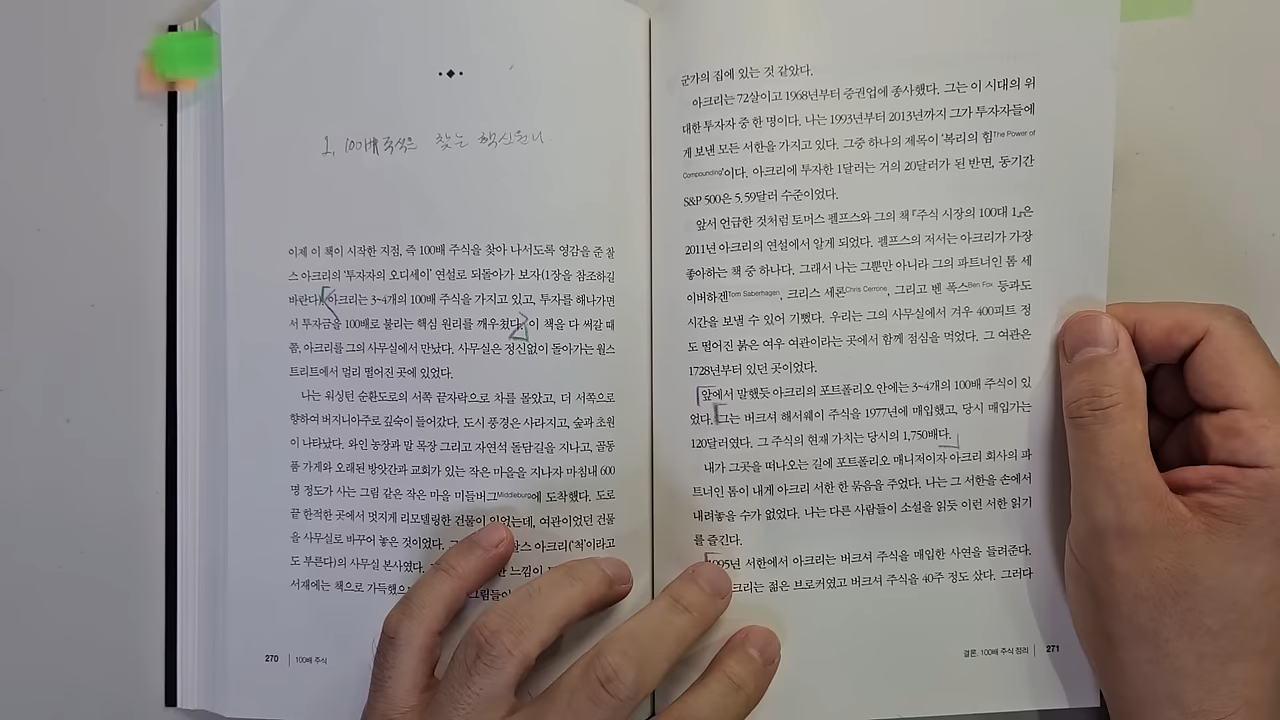 1. 100배 주식은 찾는 핵심원리.
이제 이 책이 시작한 지점, 즉 100배 주식을 찾아 나서도록 영감을 준 찰
스 아크리의 '투자자의 오디세이' 연설로 되돌아가 보자(1장을 참조하길
바란다). 아크리는 3~4개의 100배 주식을 가지고 있고, 투자를 해나가면
서 투자금을 100배로 불리는 핵심 원리를 깨우쳤다. 이 책을 다 써갈 때
쯤, 아크리를 그의 사무실에서 만났다. 사무실은 정신없이 돌아가는 월스
트리트에서 멀리 떨어진 곳에 있었다.
나는 워싱턴 순환도로의 서쪽 끝자락으로 차를 몰았고, 더 서쪽으로
향하여 버지니아주로 깊숙이 들어갔다. 도시 풍경은 사라지고, 숲과 초원
이 나타났다. 와인 농장과 말 목장 그리고 자연석 돌담길을 지나고, 골동
품 가게와 오래된 방앗간과 교회가 있는 작은 마을을 지나자 마침내 600
명 정도가 사는 그림 같은 작은 마을 미들버그Middleburg에 도착했다. 도로
끝 한적한 곳에서 멋지게 리모델링한 건물이 있었는데, 여관이었던 건물
을 사무실로 바꾸어 놓은 것이었다. 찰스 아크리('척'이라고
도 부른다)의 사무실 본사였다. 느낌이
서재에는 책으로 가득했으
270 100배 주식
군가의 집에 있는 것 같았다.
아크리는 72살이고 1968년부터 증권업에 종사했다. 그는 이 시대의 위
대한 투자자 중 한 명이다. 나는 1993년부터 2013년까지 그가 투자자들에
게 보낸 모든 서한을 가지고 있다. 그중 하나의 제목이 '복리의 힘The Power of
Compounding'이다. 아크리에 투자한 1달러는 거의 20달러가 된 반면, 동기간
S&P 500은 5.59달러 수준이었다.
앞서 언급한 것처럼 토머스 펠프스와 그의 책 『주식 시장의 100대 1』은
2011년 아크리의 연설에서 알게 되었다. 펠프스의 저서는 아크리가 가장
좋아하는 책 중 하나다. 그래서 나는 그뿐만 아니라 그의 파트너인 톰 세
이버하겐Tom Saberhagen, 크리스 세론Chris Cerrone, 그리고 벤 폭스Ben Fox 등과도
시간을 보낼 수 있어 기뻤다. 우리는 그의 사무실에서 겨우 400피트 정
도 떨어진 붉은 여우 여관이라는 곳에서 함께 점심을 먹었다. 그 여관은
1728년부터 있던 곳이었다.
앞에서 말했듯 아크리의 포트폴리오 안에는 3~4개의 100배 주식이 있
었다. 그는 버크셔 해서웨이 주식을 1977년에 매입했고, 당시 매입가는
120달러였다. 그 주식의 현재 가치는 당시의 1,750배다.
내가 그곳을 떠나오는 길에 포트폴리오 매니저이자 아크리 회사의 파
트너인 톰이 내게 아크리 서한 한 묶음을 주었다. 나는 그 서한을 손에서
내려놓을 수가 없었다. 나는 다른 사람들이 소설을 읽듯 이런 서한 읽기
를 즐긴다.
1995년 서한에서 아크리는 버크셔 주식을 매입한 사연을 들려준다.
크리는 젊은 브로커였고 버크셔 주식을 40주 정도 샀다. 그러다
결론. 100배 주식 정리 271